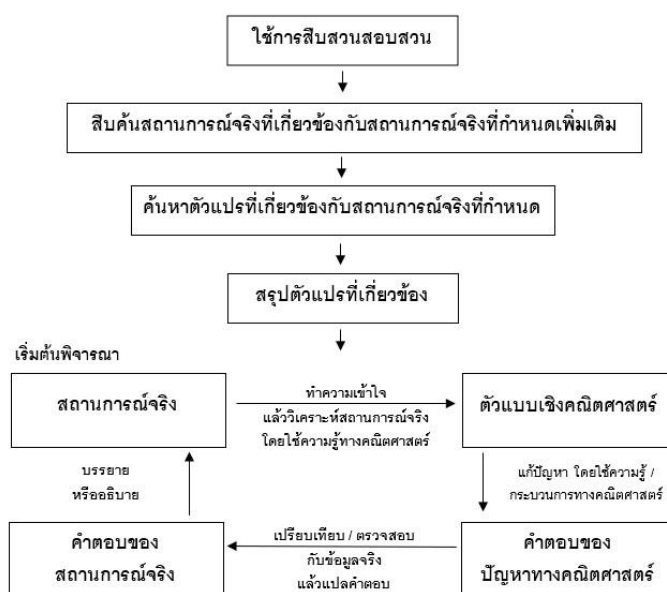 ใช้การสืบสวนสอบสวน
สืบค้นสถานการณ์จริงที่เกี่ยวข้องกับสถานการณ์จริงที่กำหนดเพิ่มเติม
ค้นหาตัวแปรที่เกี่ยวข้องกับสถานการณ์จริงที่กำหนด
สรุปตัวแปรที่เกี่ยวข้อง
เริ่มต้นพิจารณา
สถานการณ์จริง
ทำความเข้าใจ
แล้ววิเคราะห์สถานการณ์จริง
โดยใช้ความรู้ทางคณิตศาสตร์
ตัวแบบเชิงคณิตศาสตร์
บรรยาย
หรืออธิบาย
แก้ปัญหา โดยใช้ความรู้ /
กระบวนการทางคณิตศาสตร์
คำตอบของ
สถานการณ์จริง
เปรียบเทียบ / ตรวจสอบ
กับข้อมูลจริง
แล้วแปลคำตอบ
คำตอบของ
ปัญหาทางคณิตศาสตร์